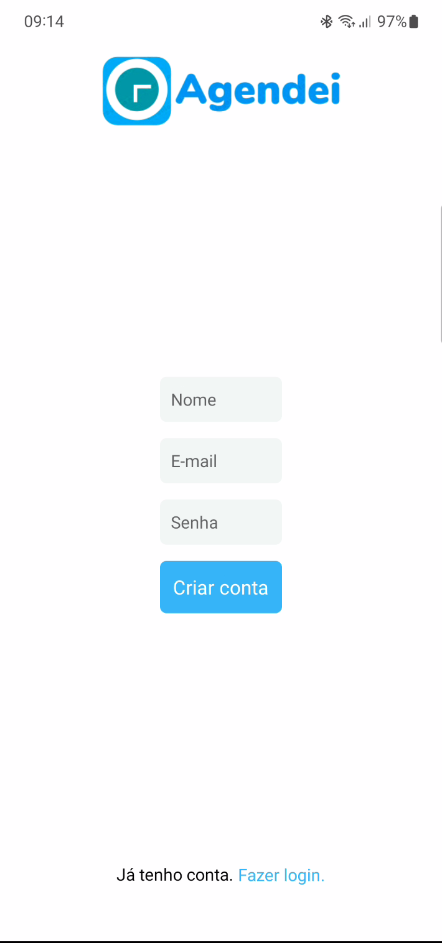 09:14 97%
Agendei
Nome
E-mail
Senha
Criar conta
Já tenho conta. Fazer login.